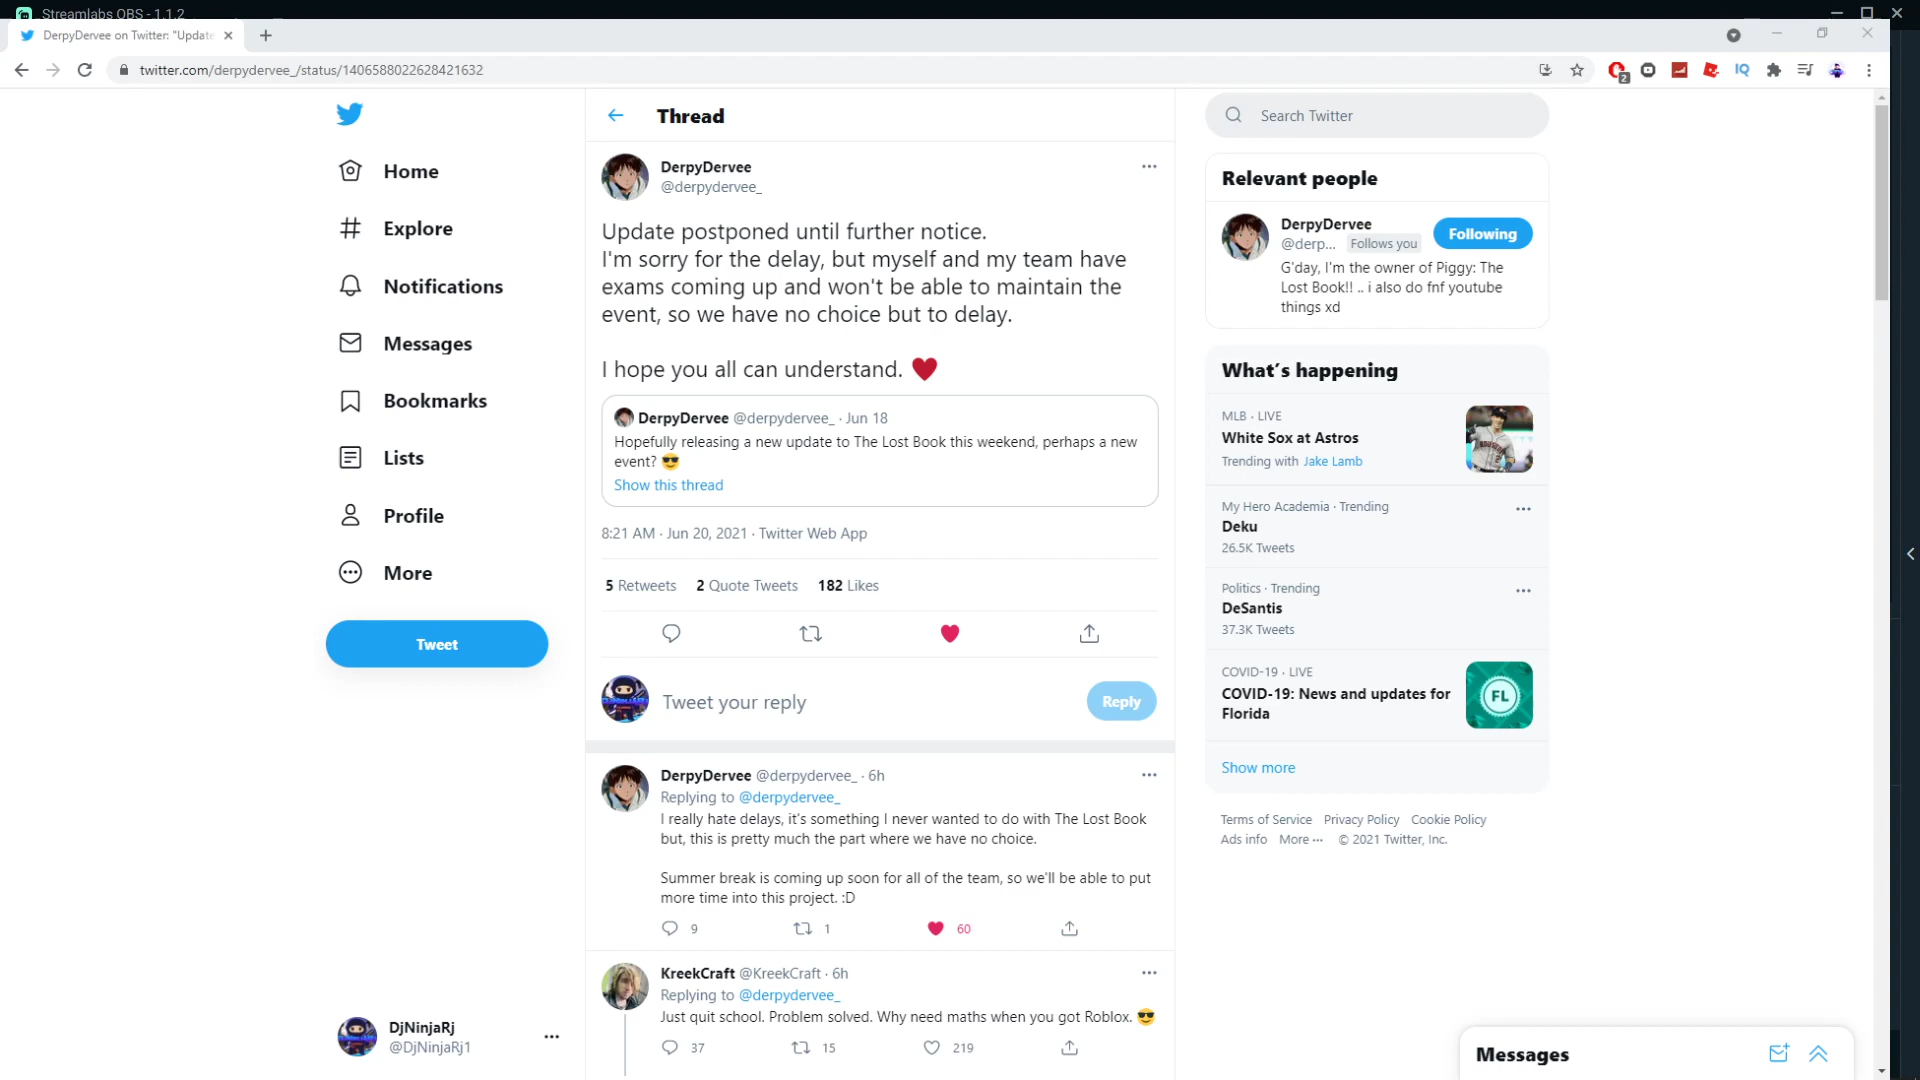 Streamlabs OBS - 1.1.2
DerpyDervee on Twitter: "Update
twitter.com/derpydervee_/status/1406588022628421632
2
IQ
Home
Explore
Notifications
Messages
Bookmarks
Lists
Profile
More
Tweet
DjNinjaRj
@DjNinjaRj1
Thread
DerpyDervee
@derpydervee_
Update postponed until further notice.
I'm sorry for the delay, but myself and my team have
exams coming up and won't be able to maintain the
event, so we have no choice but to delay.
I hope you all can understand. ❤️
DerpyDervee @derpydervee_ · Jun 18
Hopefully releasing a new update to The Lost Book this weekend, perhaps a new
event? 😎
Show this thread
8:21 AM · Jun 20, 2021 · Twitter Web App
5 Retweets 2 Quote Tweets 182 Likes
Tweet your reply
Reply
DerpyDervee @derpydervee_ · 6h
Replying to @derpydervee_
I really hate delays, it's something I never wanted to do with The Lost Book
but, this is pretty much the part where we have no choice.
Summer break is coming up soon for all of the team, so we'll be able to put
more time into this project. :D
9 1 60
KreekCraft @KreekCraft · 6h
Replying to @derpydervee_
Just quit school. Problem solved. Why need maths when you got Roblox. 😎
37 15 219
Search Twitter
Relevant people
DerpyDervee
@derp... Follows you
Following
G'day, I'm the owner of Piggy: The
Lost Book!! .. i also do fnf youtube
things xd
What's happening
MLB · LIVE
White Sox at Astros
Trending with Jake Lamb
My Hero Academia · Trending
Deku
26.5K Tweets
Politics · Trending
DeSantis
37.3K Tweets
COVID-19 · LIVE
COVID-19: News and updates for
Florida
FL
Show more
Terms of Service Privacy Policy Cookie Policy
Ads info More ··· © 2021 Twitter, Inc.
Messages